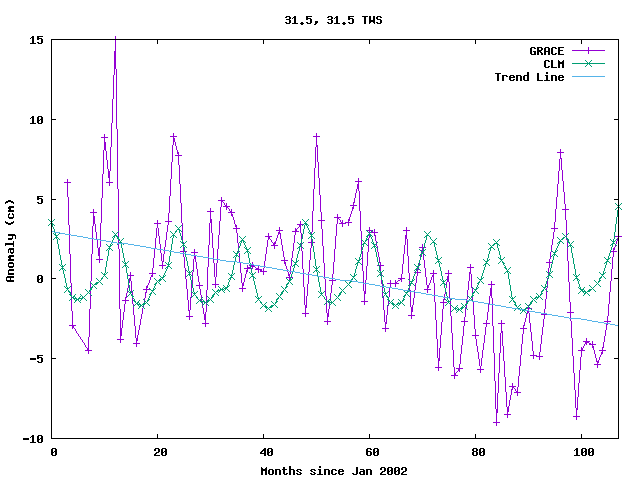 31.5, 31.5 TWS
GRACE
CLM
Trend Line
15
10
5
0
-5
-10
Anomaly (cm)
0 20 40 60 80 100
Months since Jan 2002